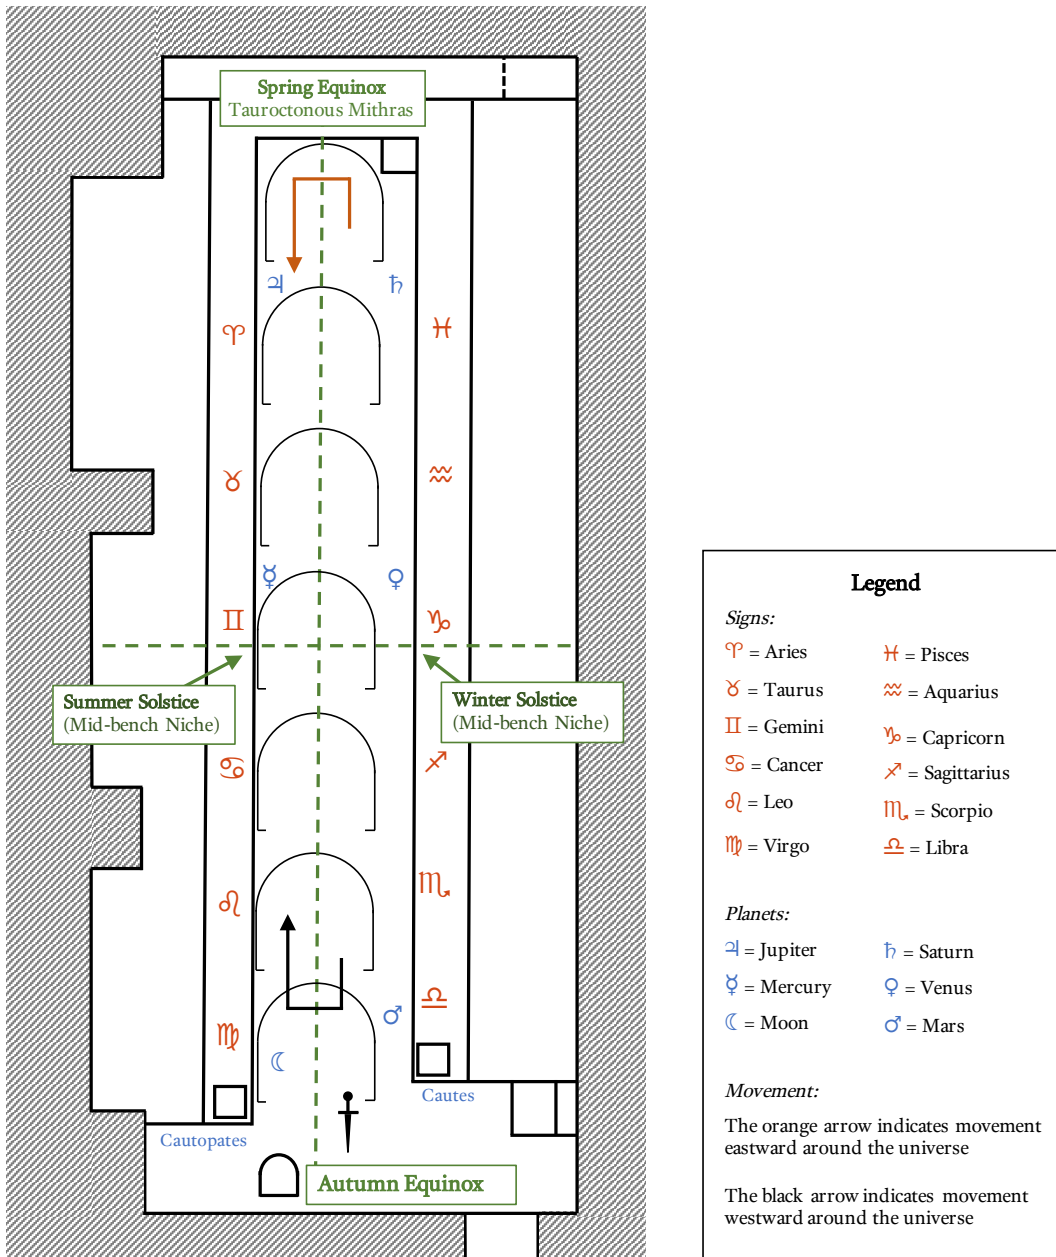 Spring Equinox
Tauroctonous Mithras
♃ ♄
♈ ♓
♉ ♒
☿ ♀
♊ ♑
Summer Solstice
(Mid-bench Niche)
Winter Solstice
(Mid-bench Niche)
♋ ♐
♌ ♏
♎
♂
♍
☾
Cautes
Cautopates
Autumn Equinox
Legend
Signs:
♈ = Aries
♓ = Pisces
♉ = Taurus
♒ = Aquarius
♊ = Gemini
♑ = Capricorn
♋ = Cancer
♐ = Sagittarius
♌ = Leo
♏ = Scorpio
♍ = Virgo
♎ = Libra
Planets:
♃ = Jupiter
♄ = Saturn
☿ = Mercury
♀ = Venus
☾ = Moon
♂ = Mars
Movement:
The orange arrow indicates movement
eastward around the universe
The black arrow indicates movement
westward around the universe